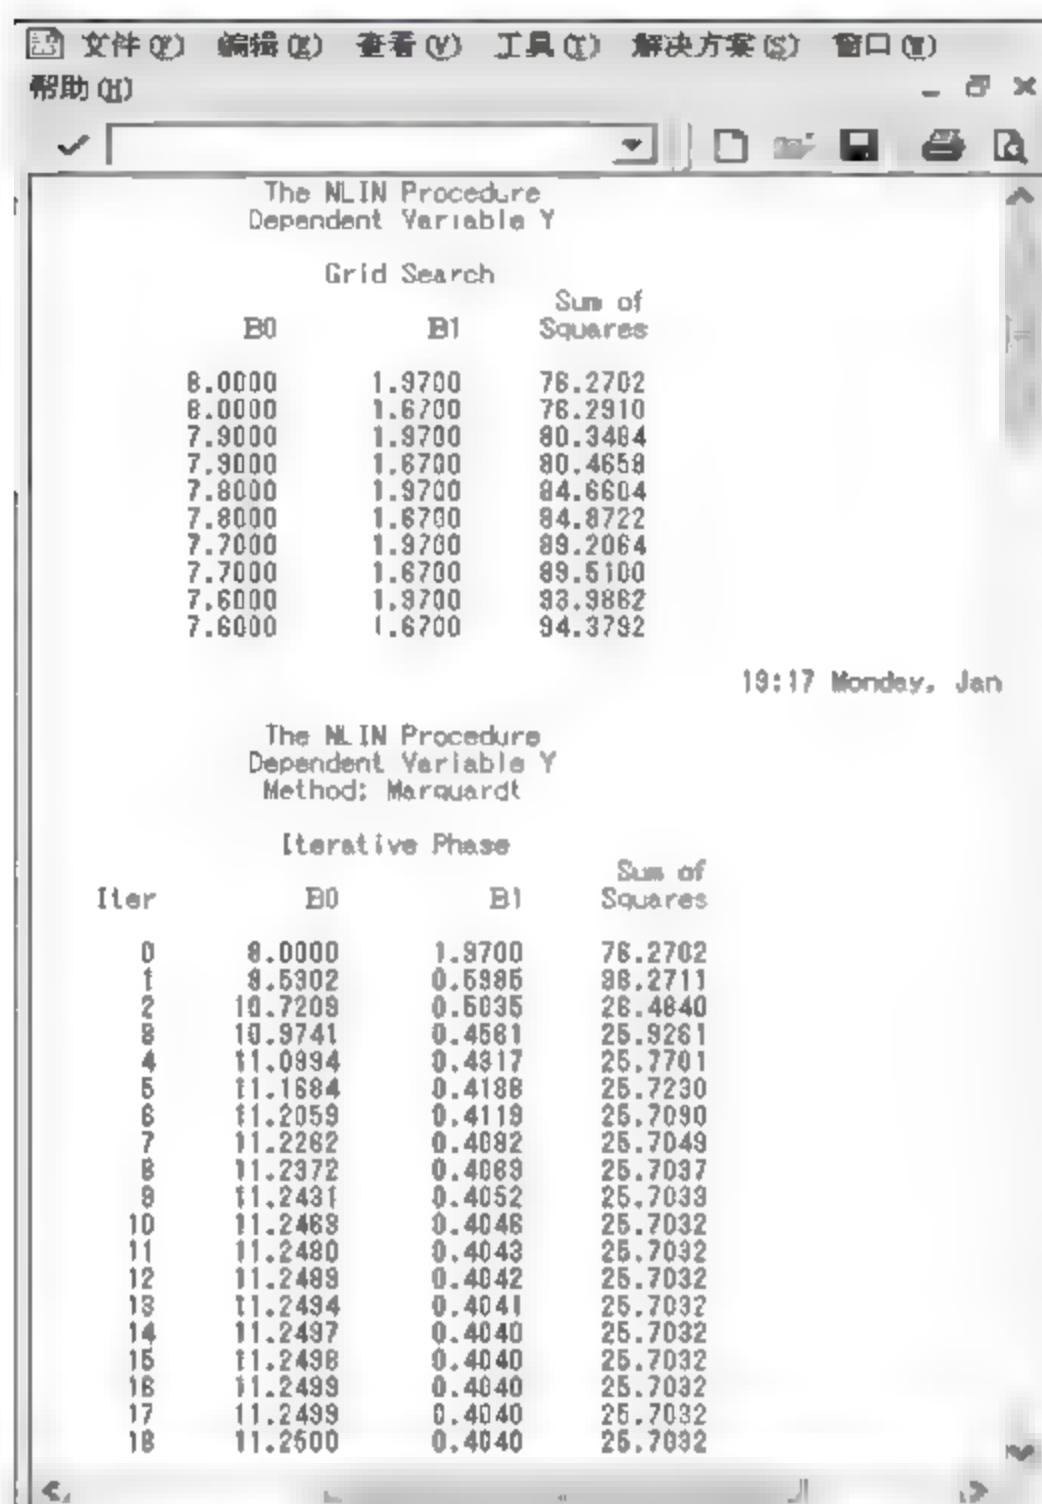 文件(F) 编辑(E) 查看(V) 工具(T) 解决方案(S) 窗口(W)
帮助(H)
The NLIN Procedure
Dependent Variable Y
Grid Search
Sum of
B0 B1 Squares
8.0000 1.9700 76.2702
8.0000 1.6700 76.2910
7.9000 1.9700 80.3484
7.9000 1.6700 80.4658
7.8000 1.9700 84.6604
7.8000 1.6700 84.8722
7.7000 1.9700 89.2064
7.7000 1.6700 89.5100
7.6000 1.9700 93.9862
7.6000 1.6700 94.3792
19:17 Monday, Jan
The NLIN Procedure
Dependent Variable Y
Method: Marquardt
Iterative Phase
Sum of
Iter B0 B1 Squares
0 8.0000 1.9700 76.2702
1 0.5985
2 10.7209 0.5035 26.4640
3 10.9741 0.4561 25.9261
4 11.0994 0.4317 25.7701
5 11.1684 0.4188 25.7230
6 11.2059 0.4119 25.7090
7 11.2262 0.4082 25.7049
8 11.2372 0.4063 25.7037
9 11.2431 0.4052 25.7033
10 11.2463 0.4046 25.7032
11 11.2480 0.4043 25.7032
12 11.2489 0.4042 25.7032
13 11.2494 0.4041 25.7032
14 11.2497 0.4040 25.7032
15 11.2498 0.4040 25.7032
16 11.2499 0.4040 25.7032
17 11.2499 0.4040 25.7032
18 11.2500 0.4040 25.7032